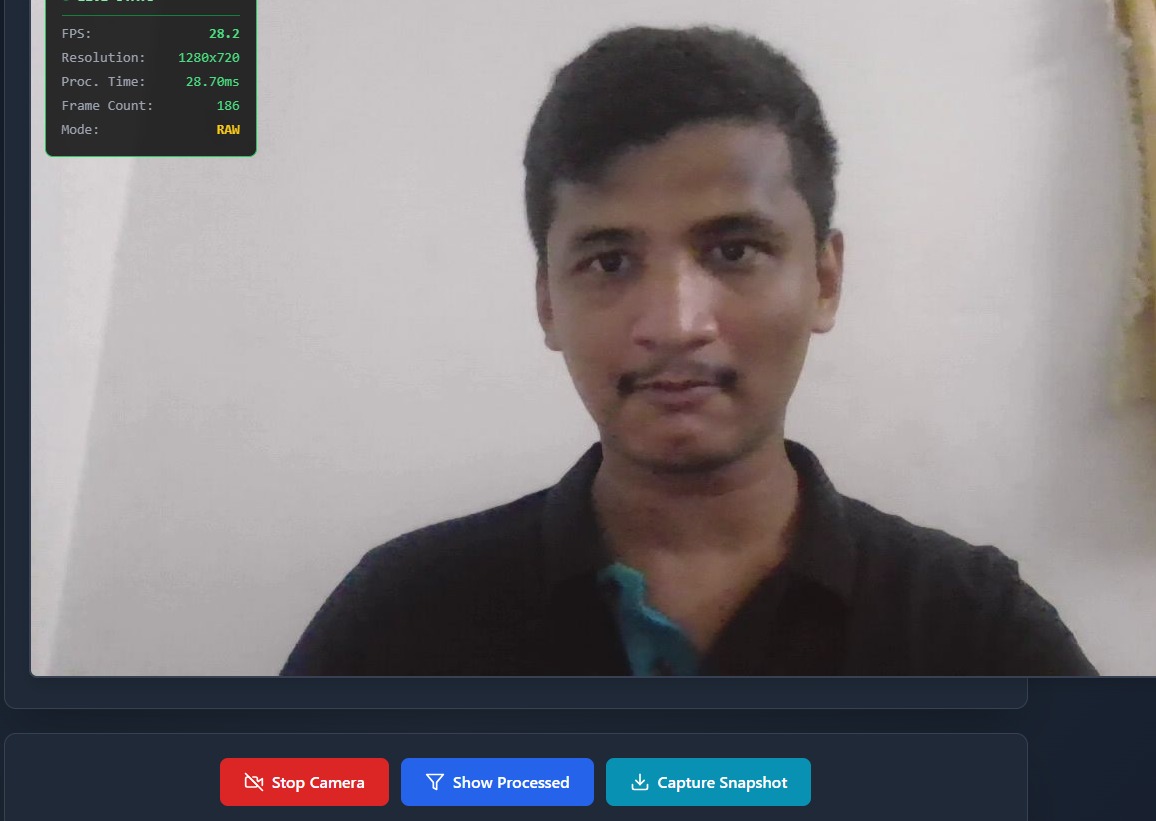 FPS: 28.2
Resolution: 1280x720
Proc. Time: 28.70ms
Frame Count: 186
Mode: RAW
Stop Camera Show Processed Capture Snapshot